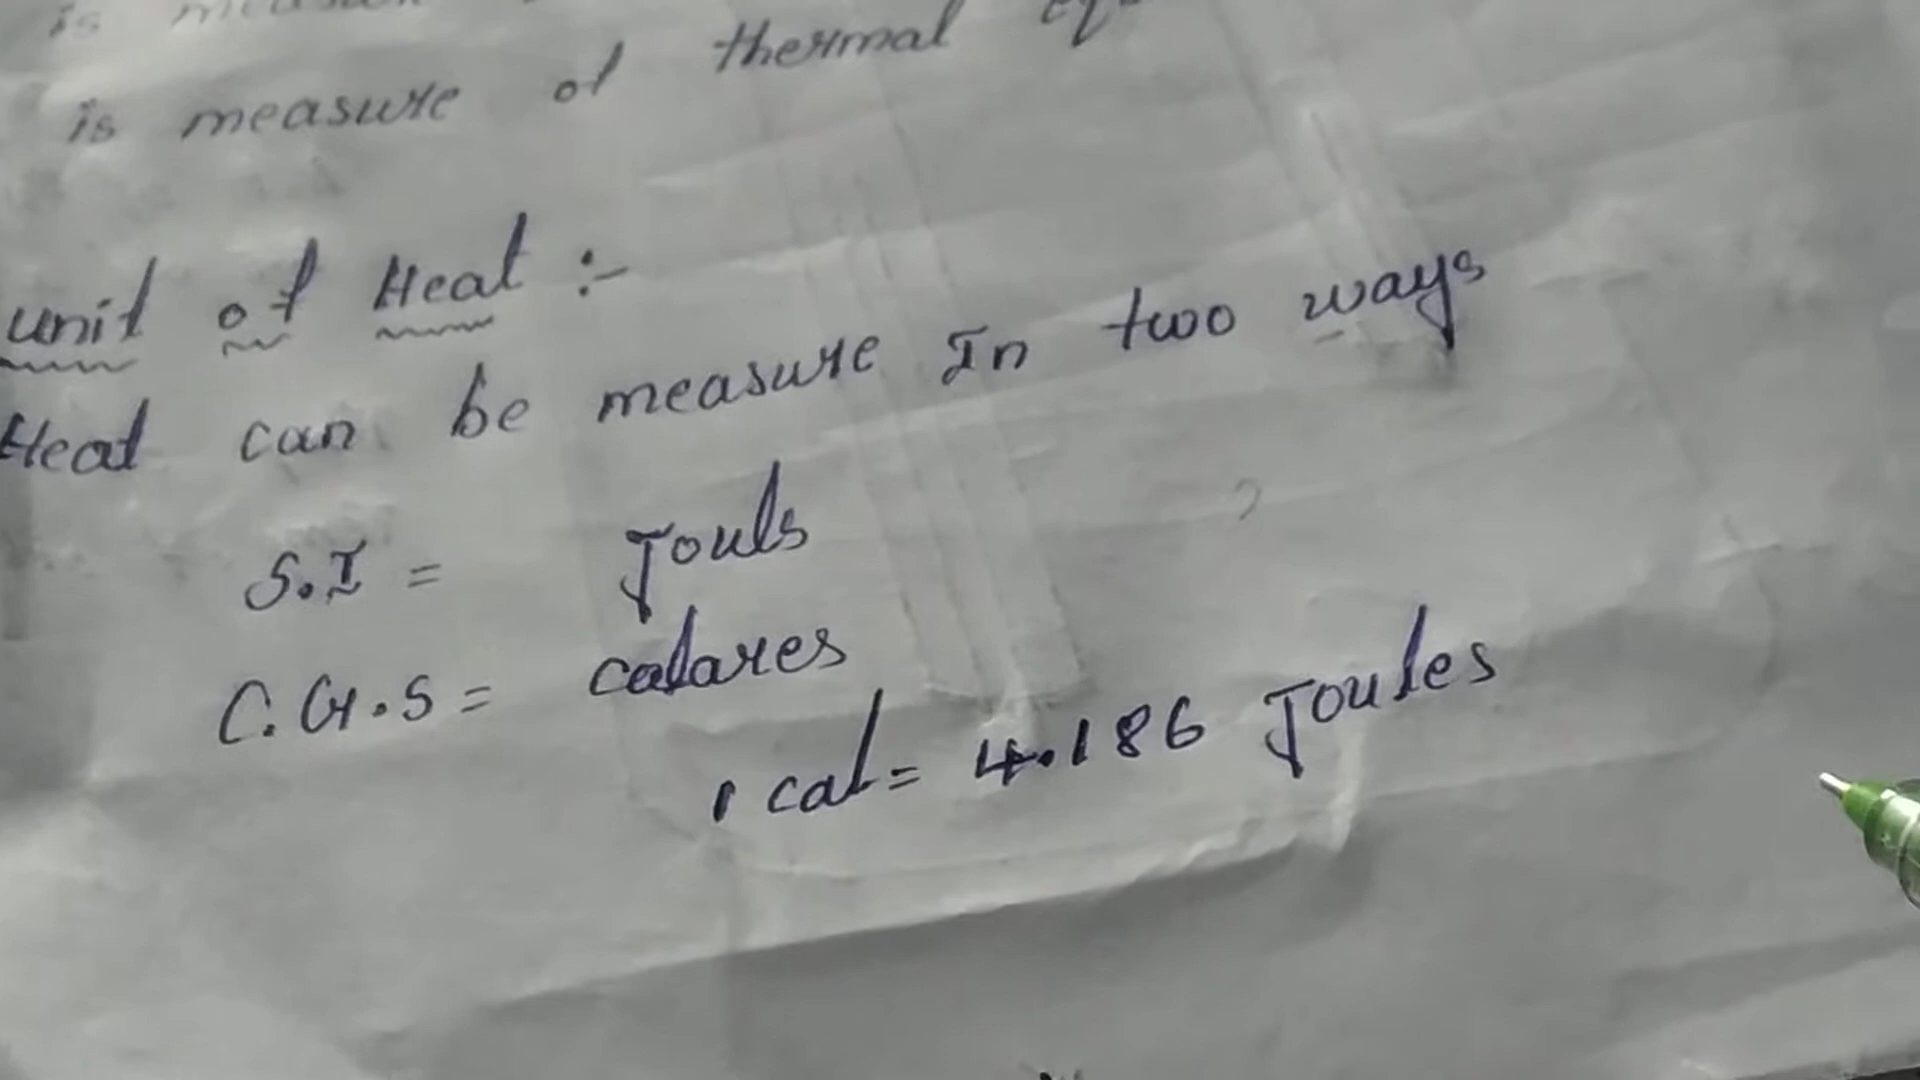 is
is measure of thermal
unit of Heat :-
Heat can be measure In two ways
S.I = Jouls
C.G.S = calares
1 cal = 4.186 Joules